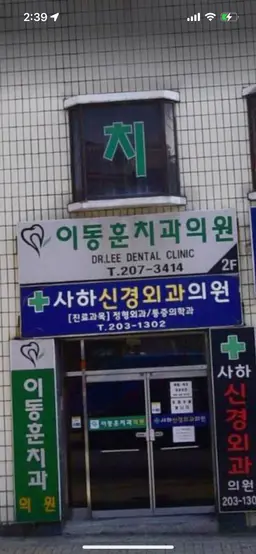 2:39
치
이동훈치과의원
DR.LEE DENTAL CLINIC
T.207-3414
2F
사하신경외과의원
[진료과목] 정형외과/통증의학과
T.203-1302
이동훈치과의원
사하신경외과의원
이동훈치과
의원
사하
신경외과
의원
203-130